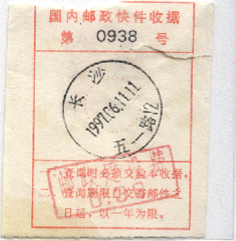 国内邮政快件收据
第 0938 号
长沙
1997.06.11.11
五一路12
一、查询时必须交验本收据。
二、查询期限自交寄邮件之
日起,以一年为限。